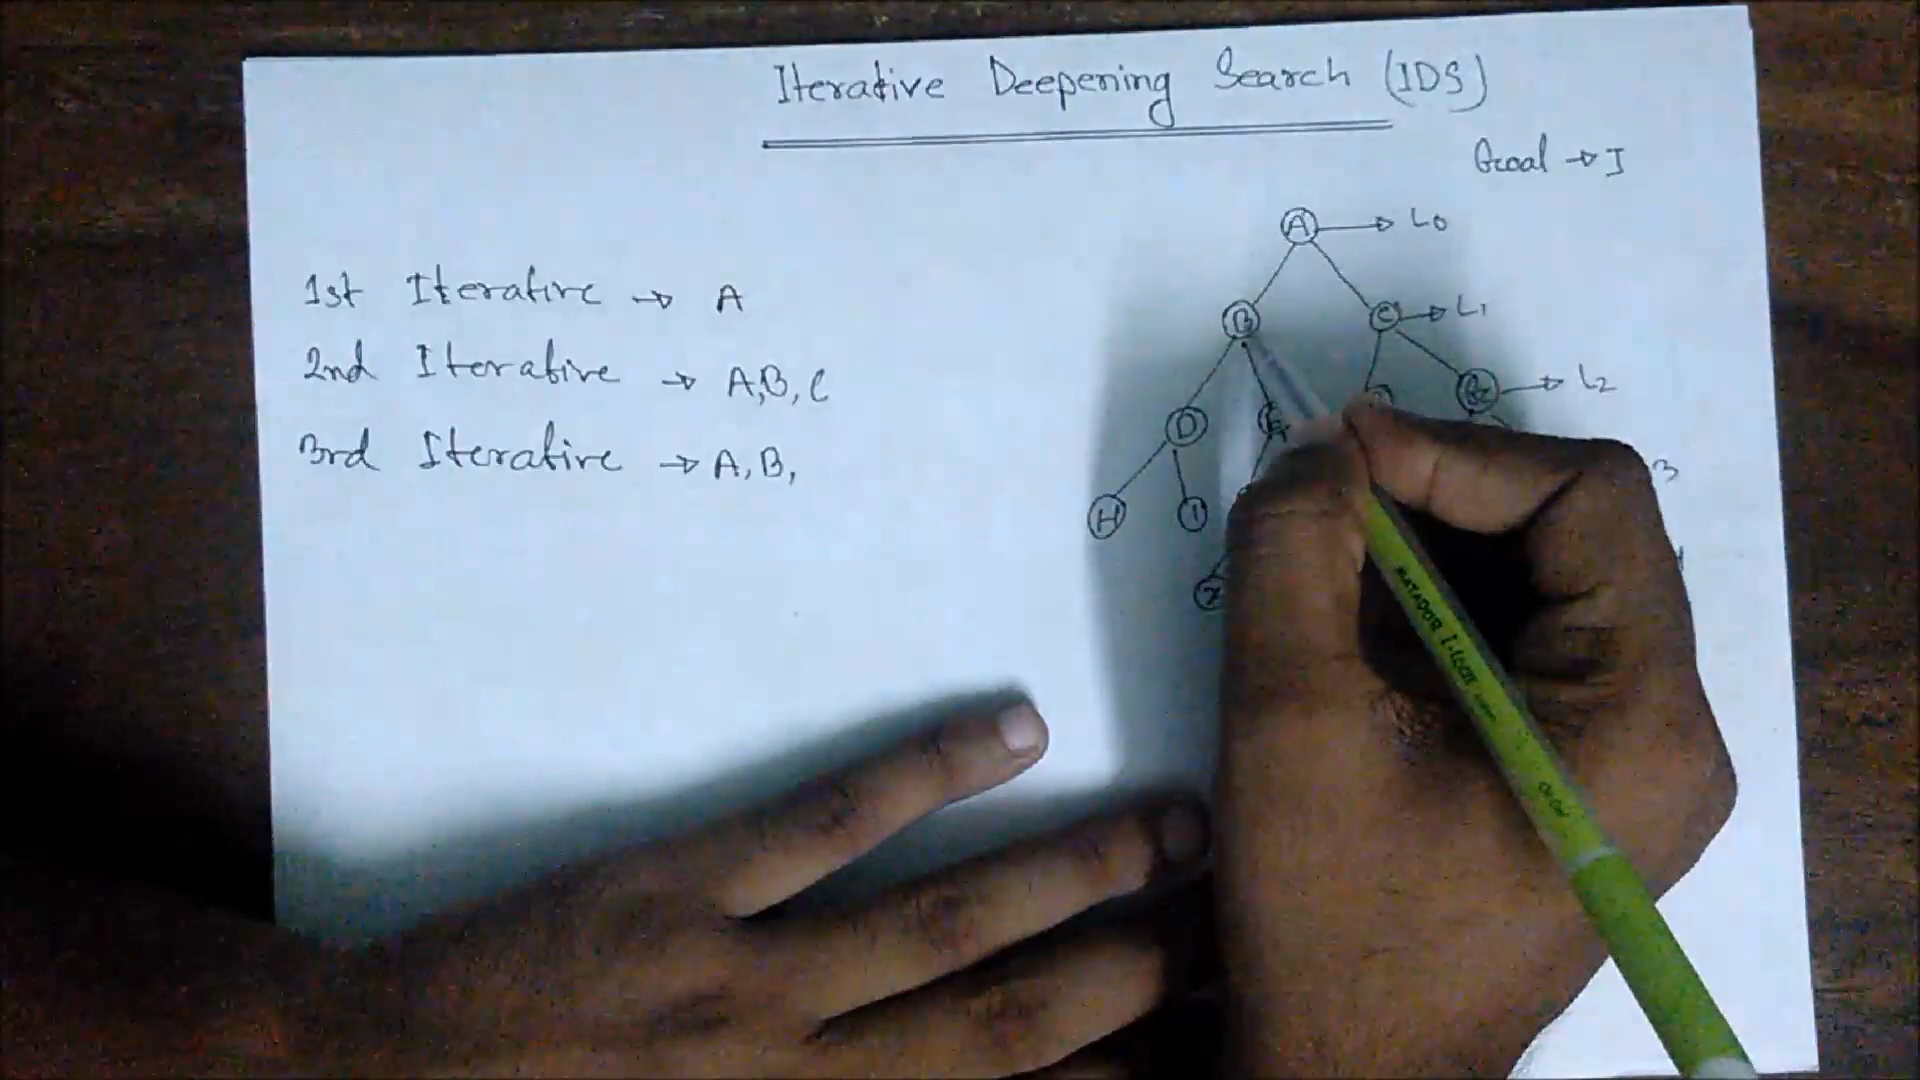 Iterative Deepening Search (IDS)
Goal → J
A → L0
1st Iterative → A
B C → L1
2nd Iterative → A,B,C
→ L2
D E
3rd Iterative → A,B,
H I
X
MATADOR i-